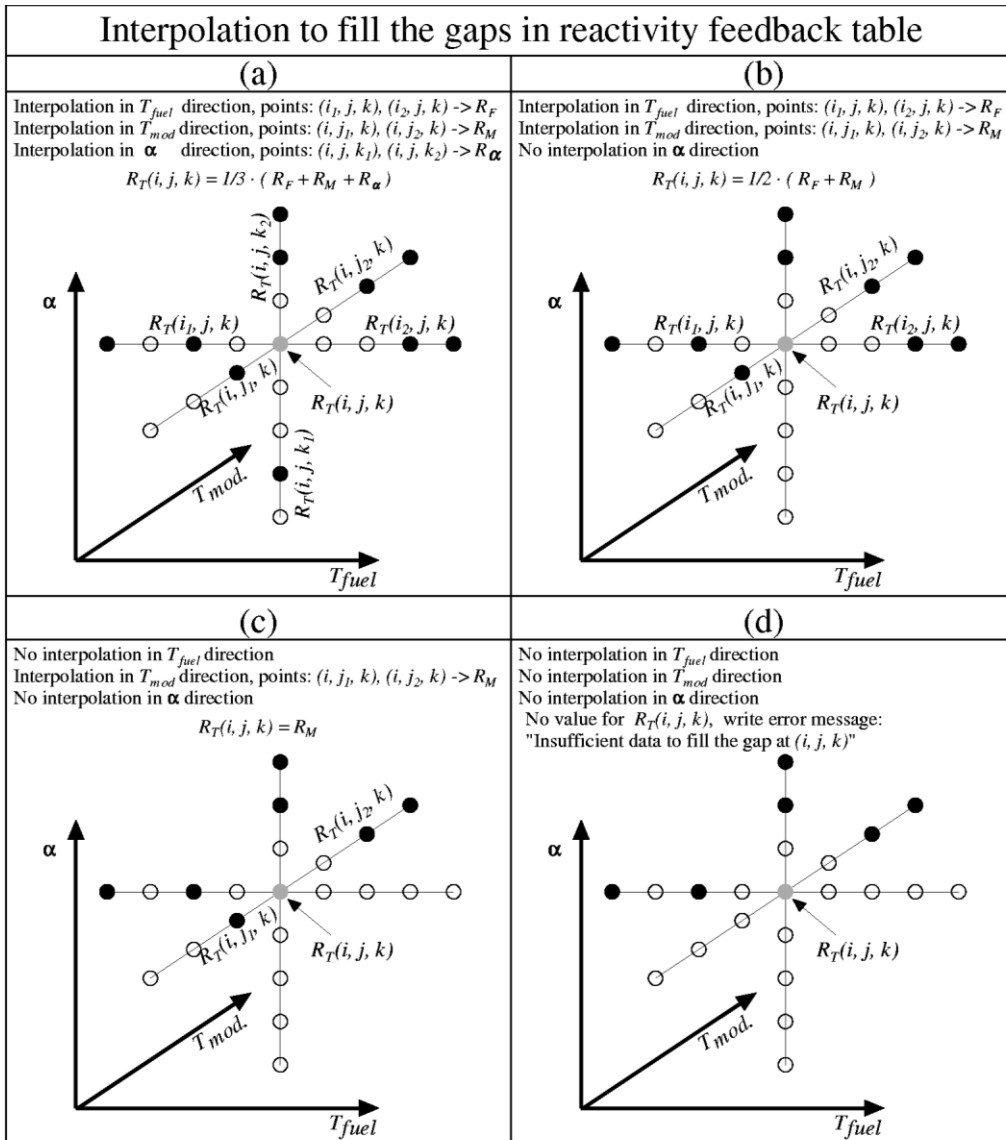 Interpolation to fill the gaps in reactivity feedback table
(a)
Interpolation in T_fuel direction, points: (i_1, j, k), (i_2, j, k) -> R_F
Interpolation in T_mod direction, points: (i, j_1, k), (i, j_2, k) -> R_M
Interpolation in α direction, points: (i, j, k_1), (i, j, k_2) -> R_α
R_T(i, j, k) = 1/3 · ( R_F + R_M + R_α )
R_T(i, j, k_2)
R_T(i, j_2, k)
α
R_T(i_1, j, k)
R_T(i_2, j, k)
R_T(i, j_1, k)
R_T(i, j, k)
R_T(i, j, k_1)
T_mod.
T_fuel
(b)
Interpolation in T_fuel direction, points: (i_1, j, k), (i_2, j, k) -> R_F
Interpolation in T_mod direction, points: (i, j_1, k), (i, j_2, k) -> R_M
No interpolation in α direction
R_T(i, j, k) = 1/2 · ( R_F + R_M )
R_T(i, j_2, k)
α
R_T(i_1, j, k)
R_T(i_2, j, k)
R_T(i, j_1, k)
R_T(i, j, k)
T_mod.
T_fuel
(c)
No interpolation in T_fuel direction
Interpolation in T_mod direction, points: (i, j_1, k), (i, j_2, k) -> R_M
No interpolation in α direction
R_T(i, j, k) = R_M
R_T(i, j_2, k)
α
R_T(i, j_1, k)
R_T(i, j, k)
T_mod.
T_fuel
(d)
No interpolation in T_fuel direction
No interpolation in T_mod direction
No interpolation in α direction
No value for R_T(i, j, k), write error message:
"Insufficient data to fill the gap at (i, j, k)"
α
R_T(i, j, k)
T_mod.
T_fuel